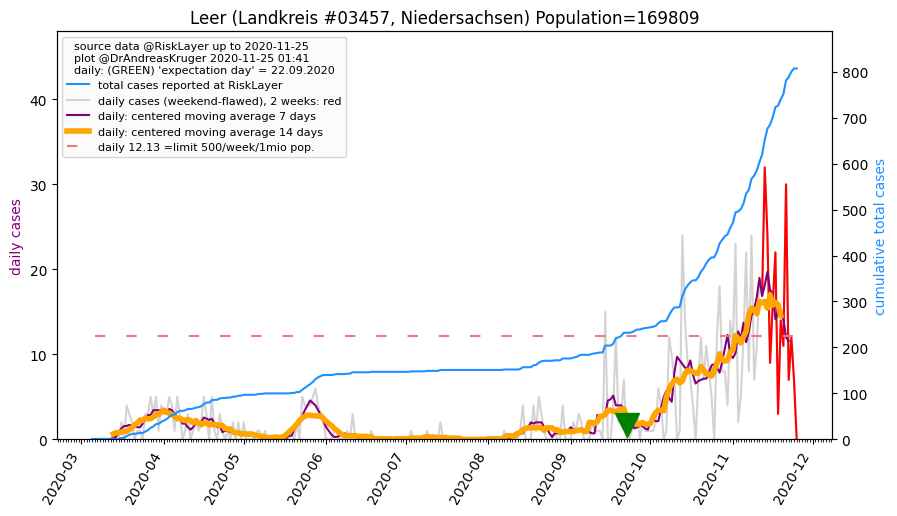 Leer (Landkreis #03457, Niedersachsen) Population=169809
source data @RiskLayer up to 2020-11-25
plot @DrAndreasKruger 2020-11-25 01:41
daily: (GREEN) 'expectation day' = 22.09.2020
total cases reported at RiskLayer
daily cases (weekend-flawed), 2 weeks: red
daily: centered moving average 7 days
daily: centered moving average 14 days
daily 12.13 =limit 500/week/1mio pop.
daily cases
0
10
20
30
40
cumulative total cases
0
100
200
300
400
500
600
700
800
2020-03
2020-04
2020-05
2020-06
2020-07
2020-08
2020-09
2020-10
2020-11
2020-12